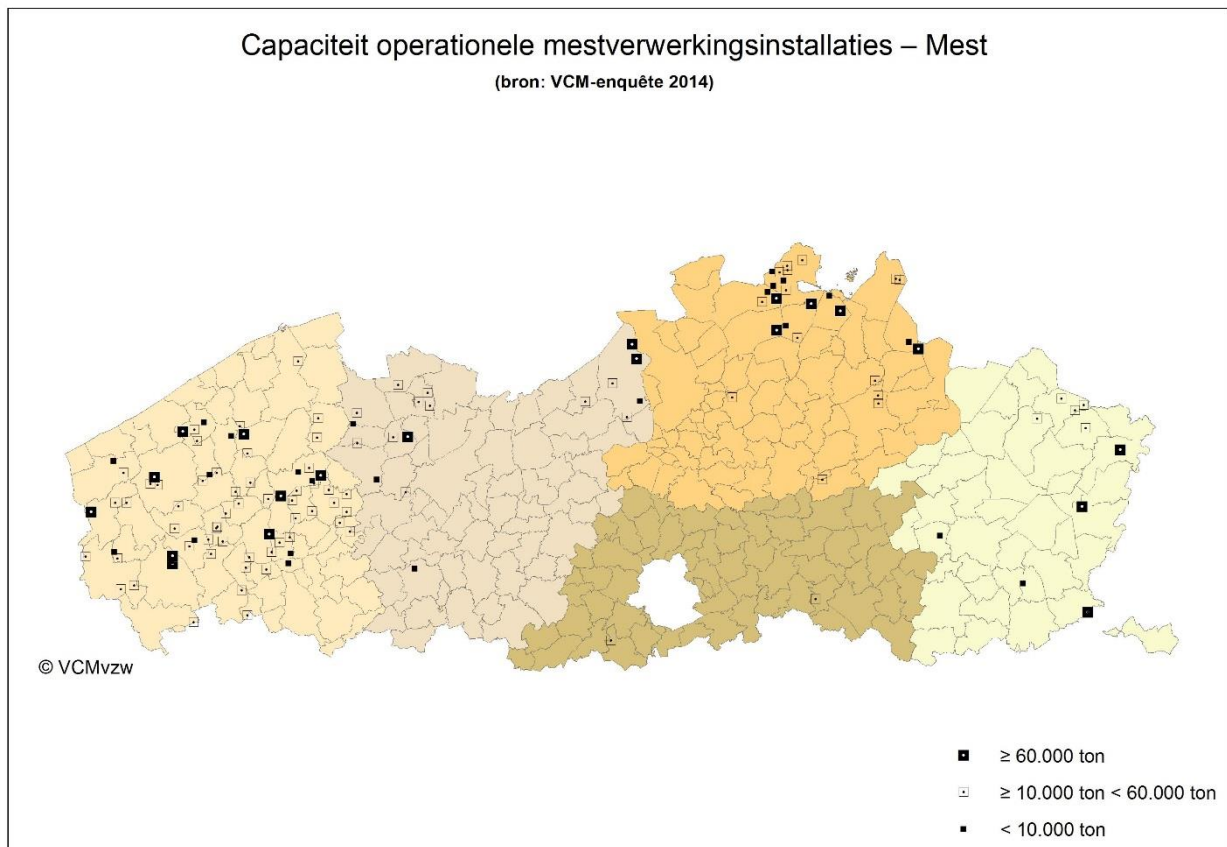 Capaciteit operationele mestverwerkingsinstallaties – Mest
(bron: VCM-enquête 2014)
© VCMvzw
≥ 60.000 ton
≥ 10.000 ton < 60.000 ton
< 10.000 ton